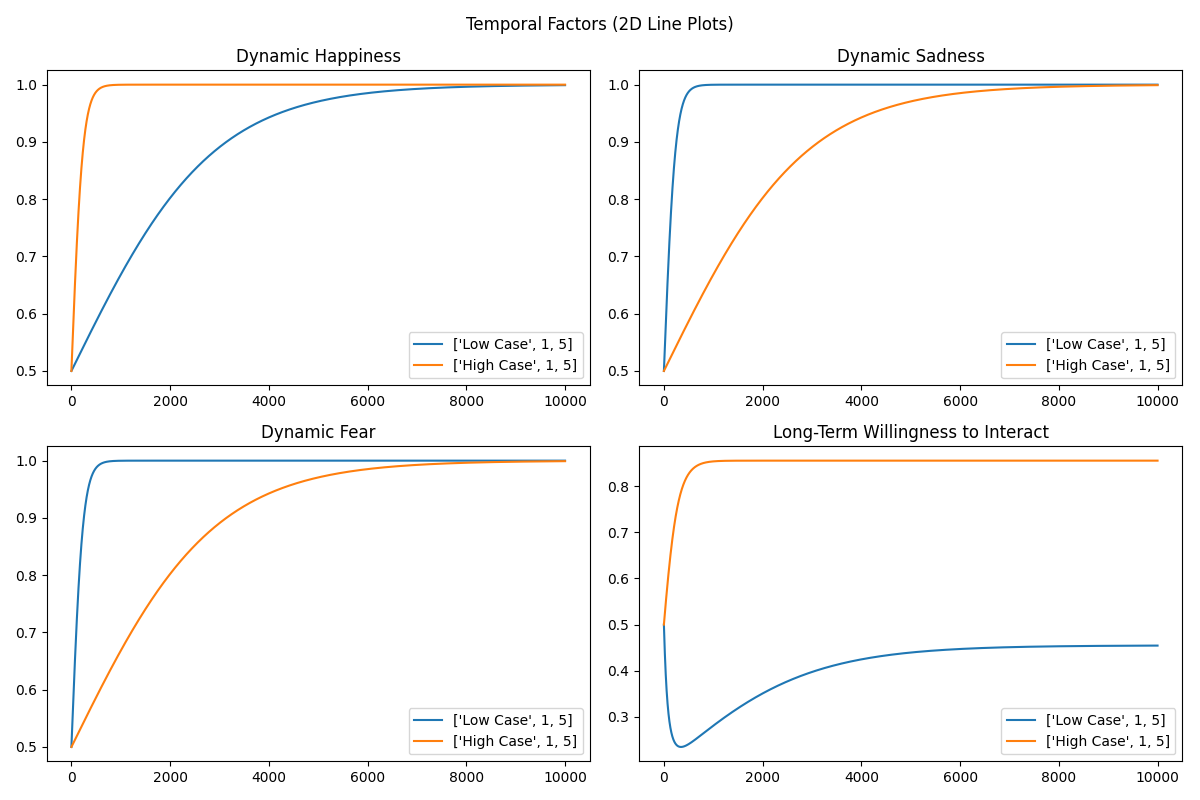 Temporal Factors (2D Line Plots)
Dynamic Happiness
1.0
0.9
0.8
0.7
0.6
0.5
0 2000 4000 6000 8000 10000
['Low Case', 1, 5]
['High Case', 1, 5]
Dynamic Sadness
1.0
0.9
0.8
0.7
0.6
0.5
0 2000 4000 6000 8000 10000
['Low Case', 1, 5]
['High Case', 1, 5]
Dynamic Fear
1.0
0.9
0.8
0.7
0.6
0.5
0 2000 4000 6000 8000 10000
['Low Case', 1, 5]
['High Case', 1, 5]
Long-Term Willingness to Interact
0.8
0.7
0.6
0.5
0.4
0.3
0 2000 4000 6000 8000 10000
['Low Case', 1, 5]
['High Case', 1, 5]